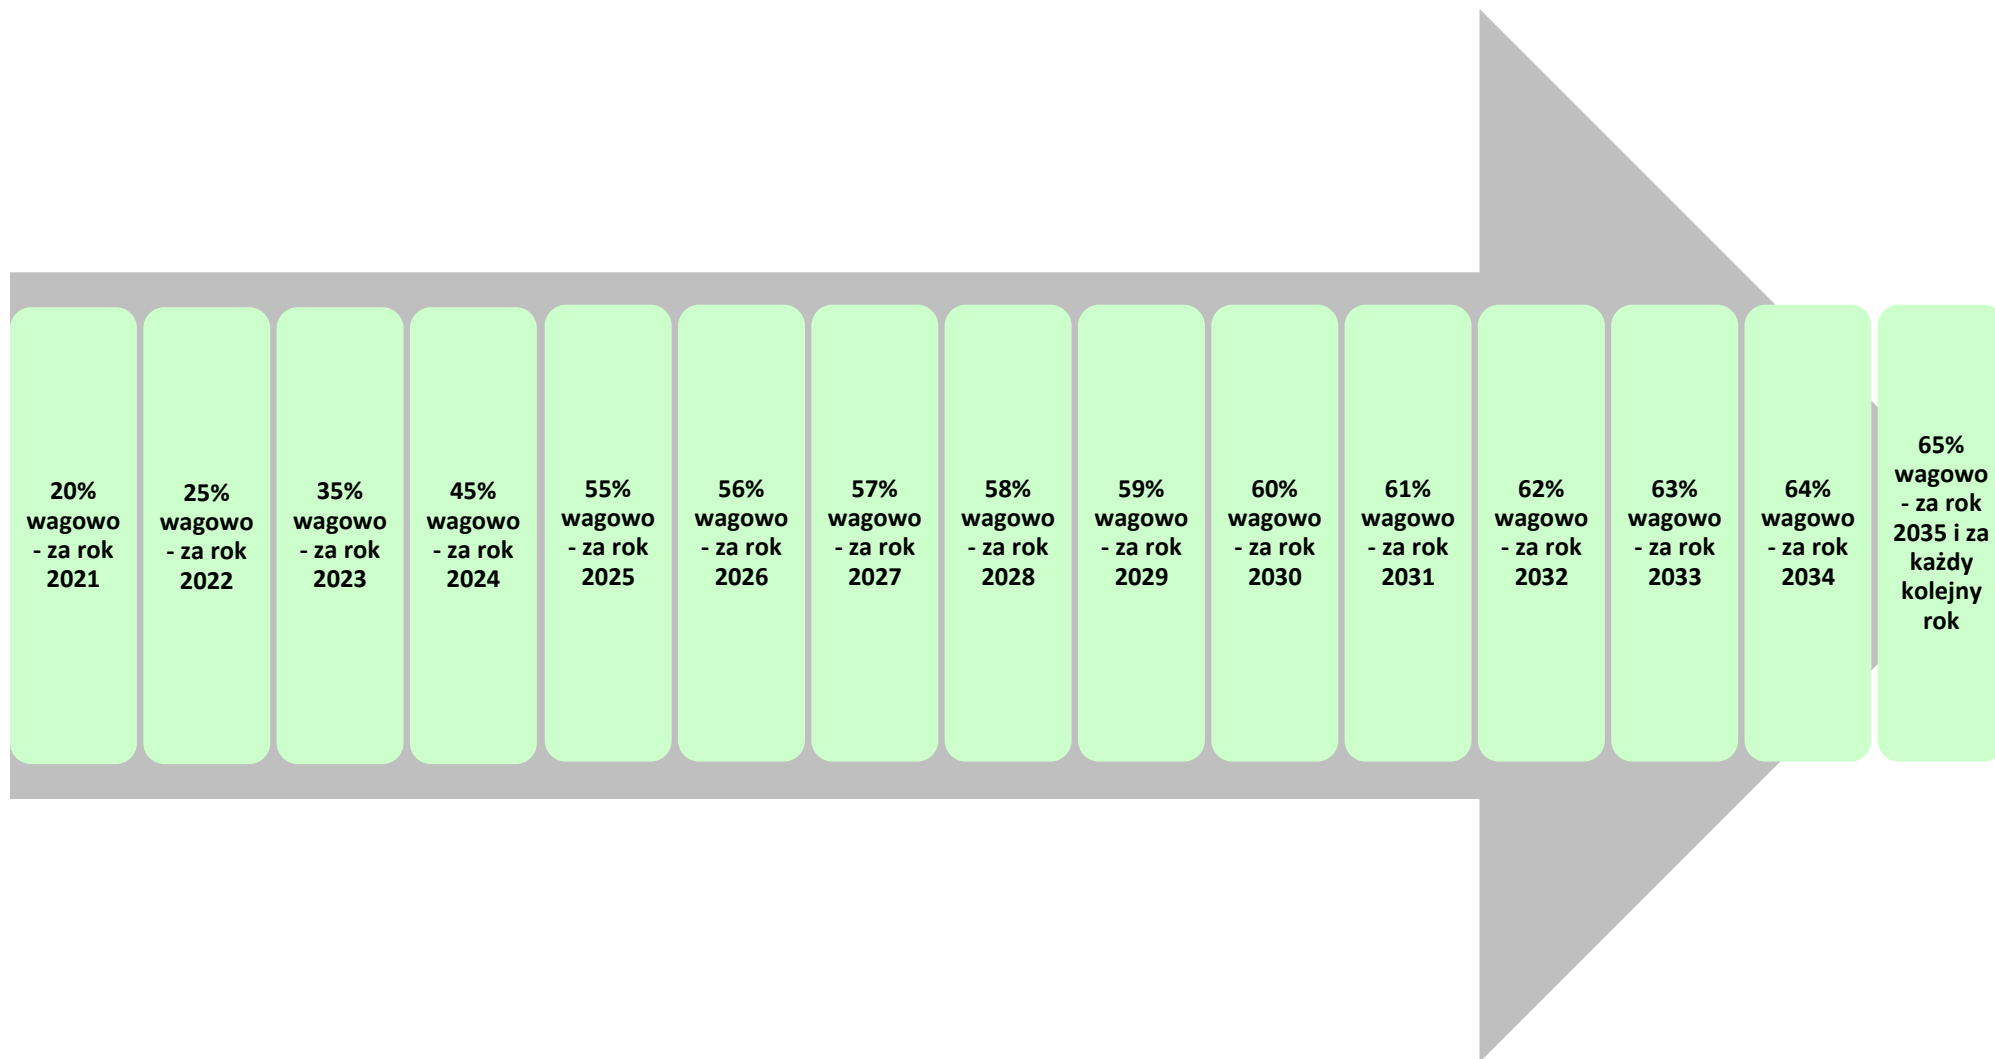 20%
wagowo
- za rok
2021
25%
wagowo
- za rok
2022
35%
wagowo
- za rok
2023
45%
wagowo
- za rok
2024
55%
wagowo
- za rok
2025
56%
wagowo
- za rok
2026
57%
wagowo
- za rok
2027
58%
wagowo
- za rok
2028
59%
wagowo
- za rok
2029
60%
wagowo
- za rok
2030
61%
wagowo
- za rok
2031
62%
wagowo
- za rok
2032
63%
wagowo
- za rok
2033
64%
wagowo
- za rok
2034
65%
wagowo
- za rok
2035 i za
każdy
kolejny
rok